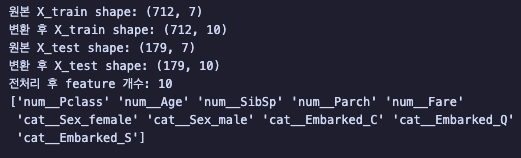 원본 X_train shape: (712, 7)
변환 후 X_train shape: (712, 10)
원본 X_test shape: (179, 7)
변환 후 X_test shape: (179, 10)
전처리 후 feature 개수: 10
['num__Pclass' 'num__Age' 'num__SibSp' 'num__Parch' 'num__Fare'
 'cat__Sex_female' 'cat__Sex_male' 'cat__Embarked_C' 'cat__Embarked_Q'
 'cat__Embarked_S']